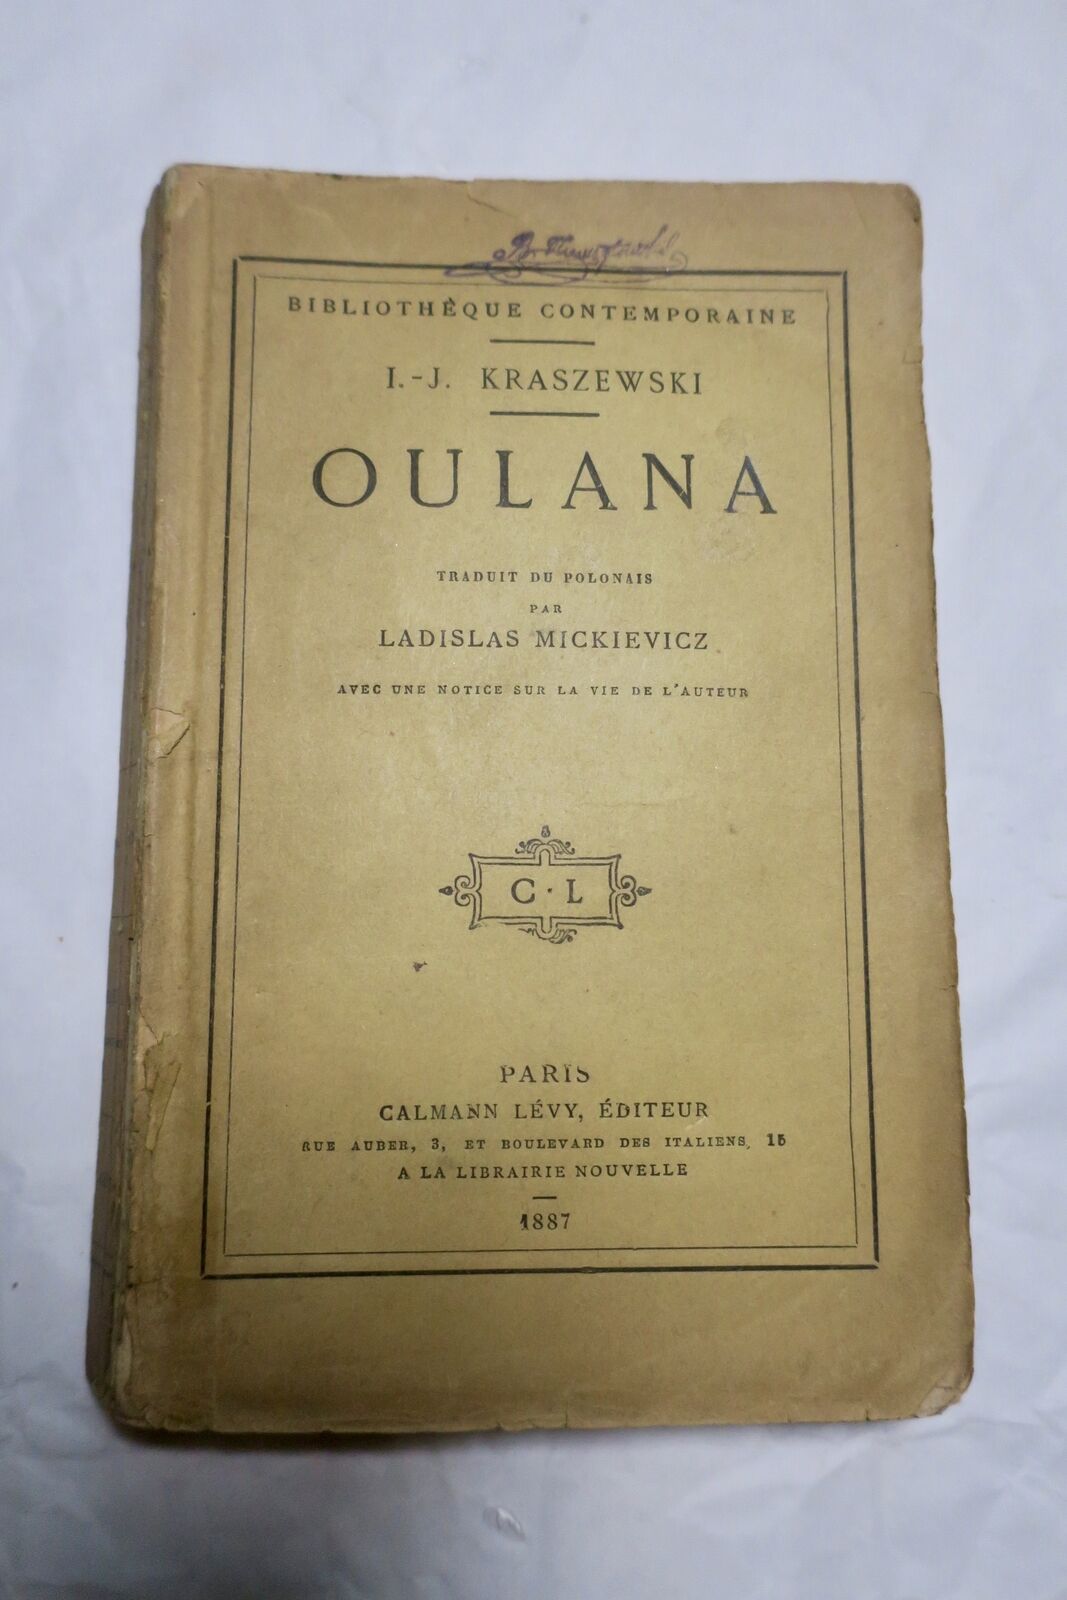 BIBLIOTHÈQUE CONTEMPORAINE
I.-J. KRASZEWSKI
OULANA
TRADUIT DU POLONAIS
PAR
LADISLAS MICKIEVICZ
AVEC UNE NOTICE SUR LA VIE DE L'AUTEUR
C·L
PARIS
CALMANN LÉVY, ÉDITEUR
RUE AUBER, 3, ET BOULEVARD DES ITALIENS, 15
A LA LIBRAIRIE NOUVELLE
1887